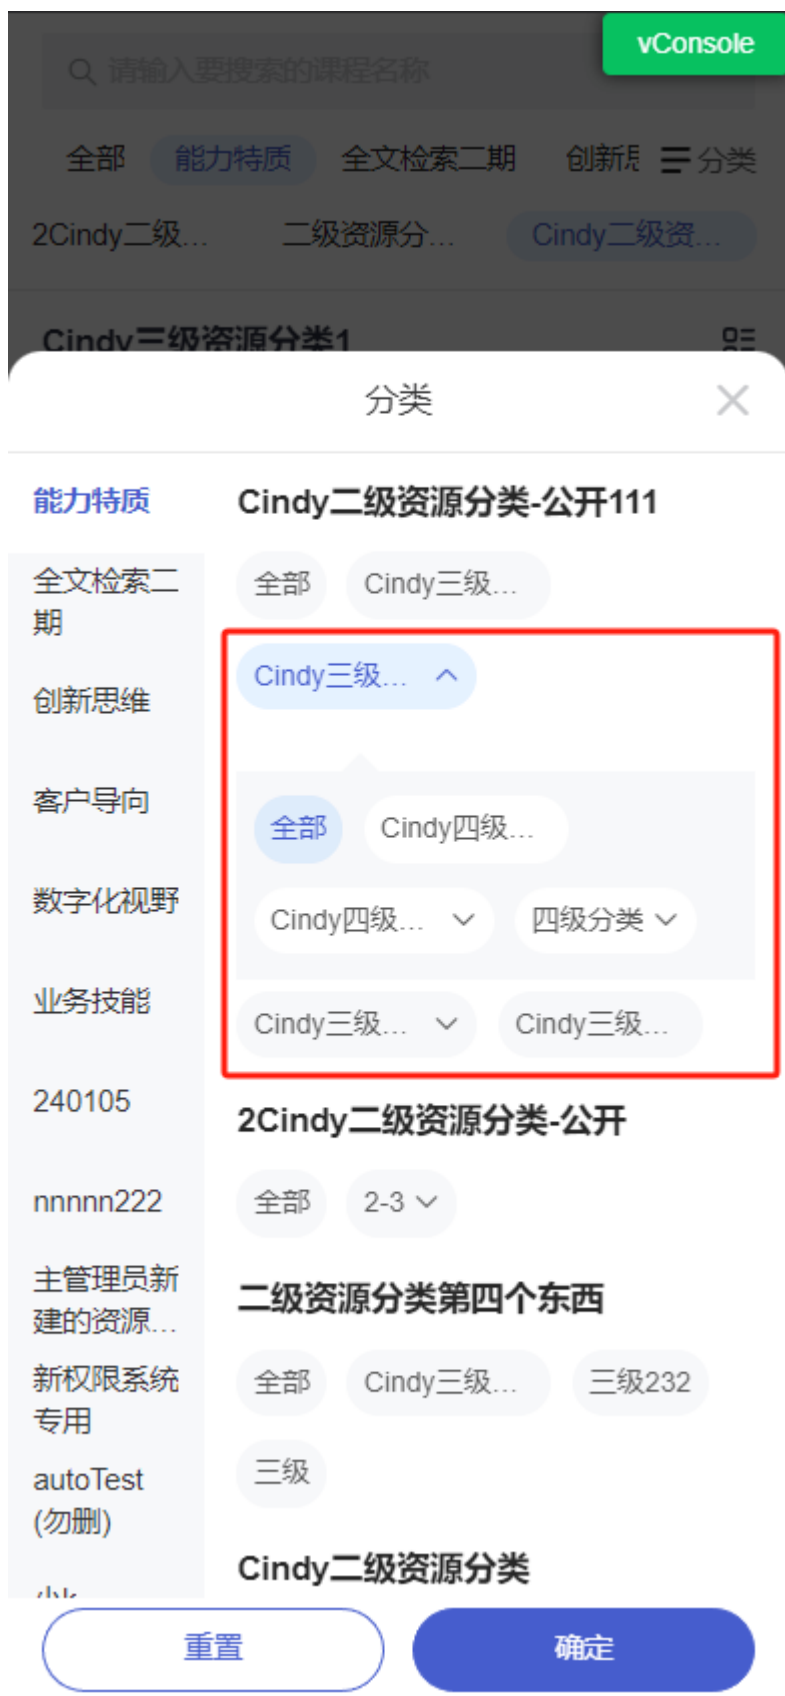 vConsole
请输入要搜索的课程名称
全部 能力特质 全文检索二期 创新思 分类
2Cindy二级... 二级资源分... Cindy二级资...
Cindy三级资源分类1
分类
能力特质
全文检索二
期
创新思维
客户导向
数字化视野
业务技能
240105
nnnnn222
主管理员新
建的资源...
新权限系统
专用
autoTest
(勿删)
Cindy二级资源分类-公开111
全部 Cindy三级...
Cindy三级...
全部 Cindy四级...
Cindy四级... 四级分类
Cindy三级... Cindy三级...
2Cindy二级资源分类-公开
全部 2-3
二级资源分类第四个东西
全部 Cindy三级... 三级232
三级
Cindy二级资源分类
重置 确定